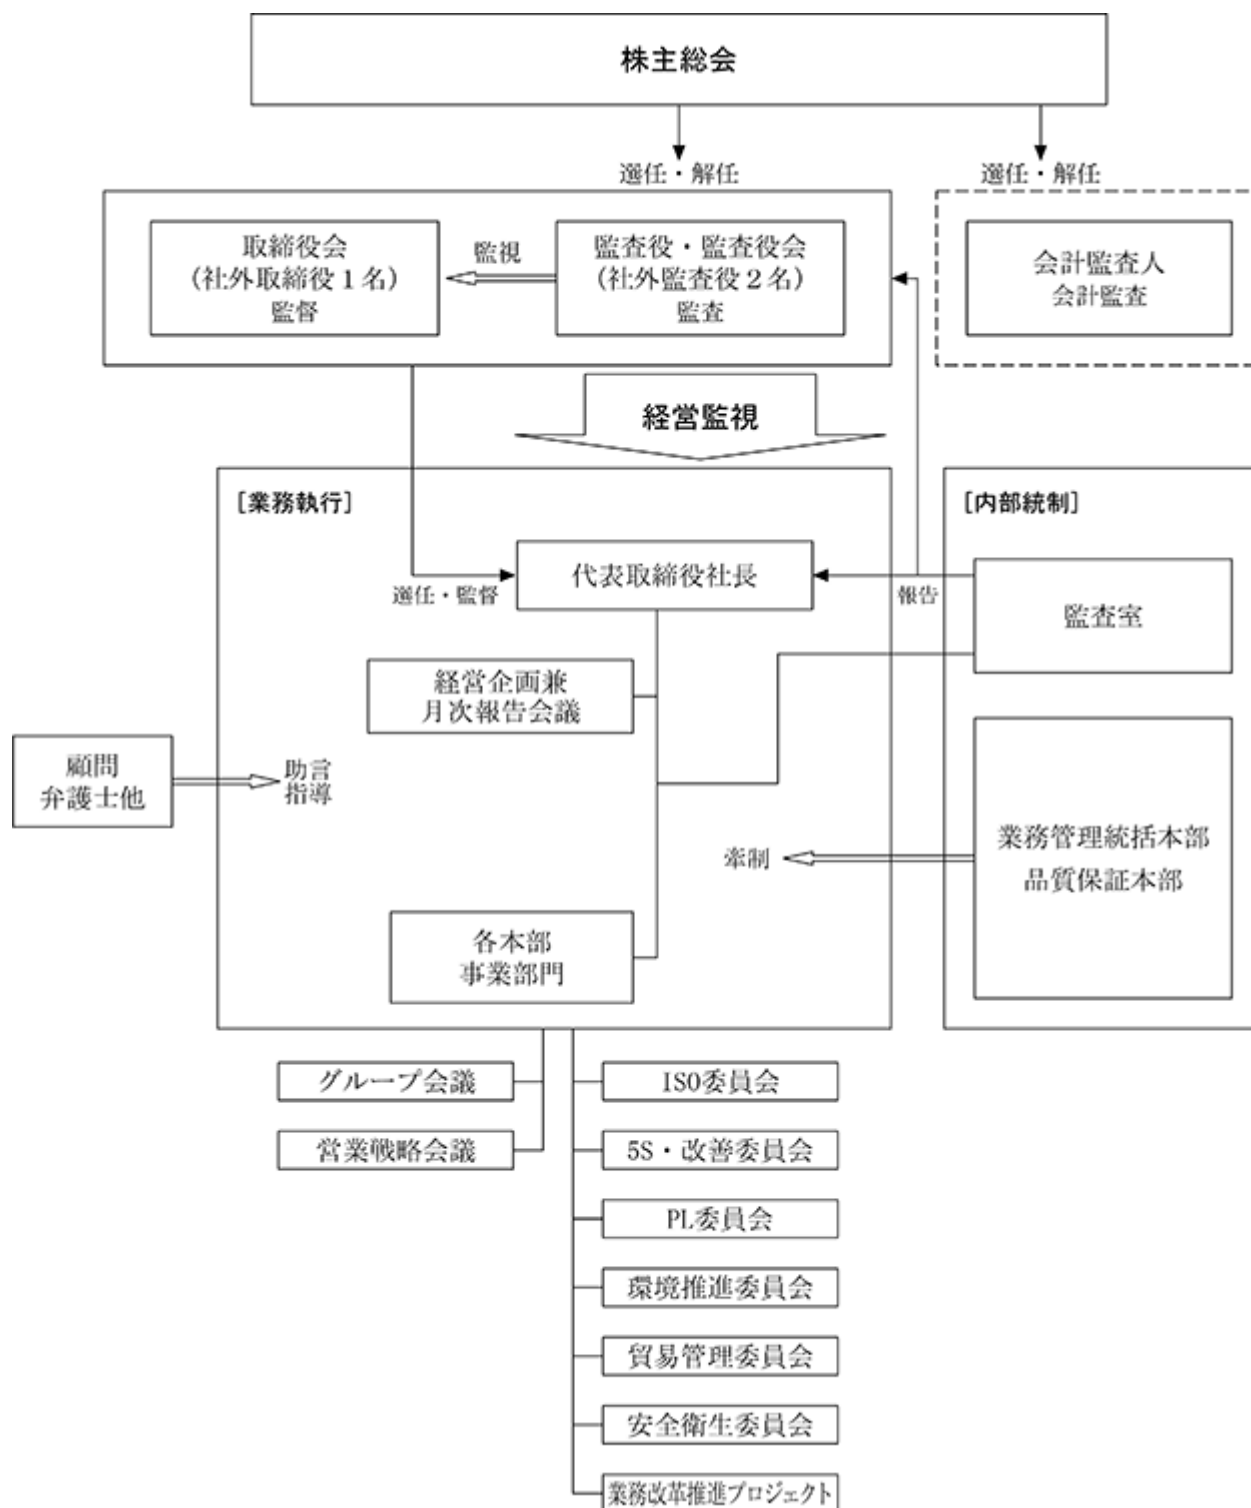 株主総会
選任・解任
選任・解任
取締役会
(社外取締役1名)
監督
監視
監査役・監査役会
(社外監査役2名)
監査
会計監査人
会計監査
経営監視
[業務執行]
[内部統制]
代表取締役社長
選任・監督
報告
監査室
経営企画兼
月次報告会議
顧問
弁護士他
助言
指導
牽制
業務管理統括本部
品質保証本部
各本部
事業部門
グループ会議
ISO委員会
営業戦略会議
5S・改善委員会
PL委員会
環境推進委員会
貿易管理委員会
安全衛生委員会
業務改革推進プロジェクト